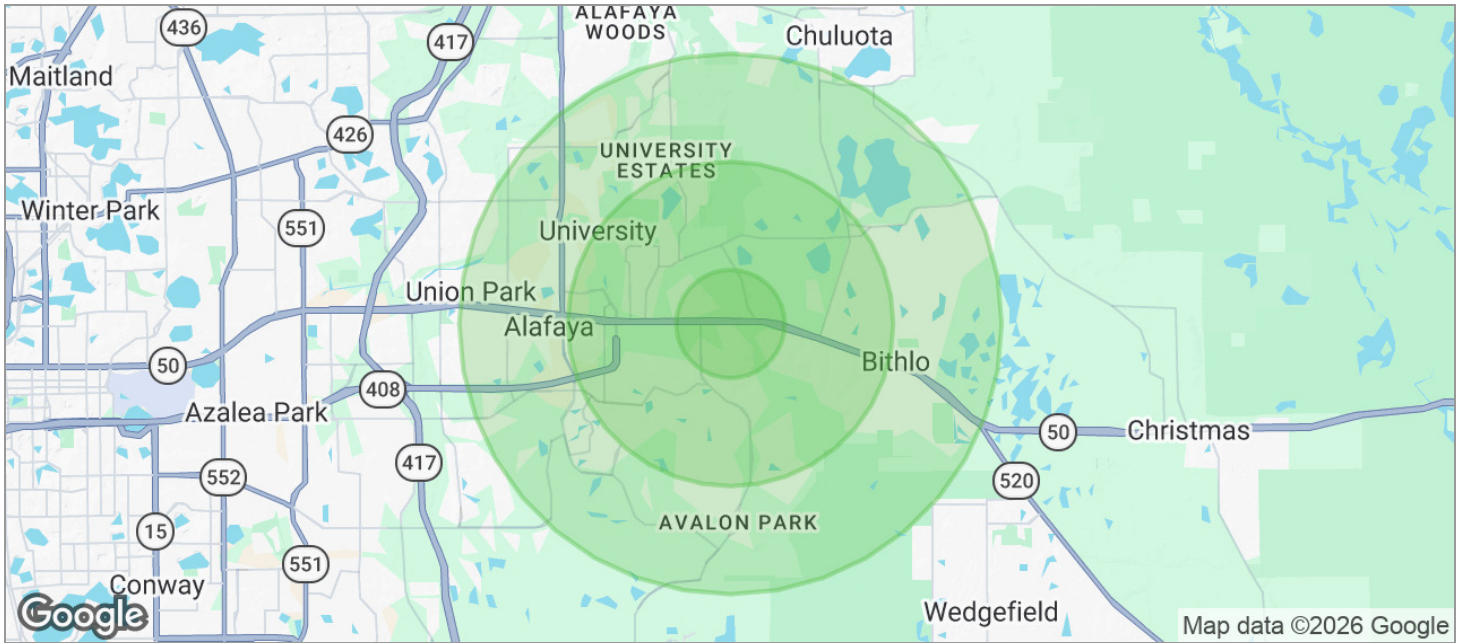 ALAFAYA
WOODS
436
417
Chuluota
Maitland
426
UNIVERSITY
ESTATES
Winter Park
551
University
Union Park
Alafaya
50
Bithlo
408
Azalea Park
50
Christmas
417
552
520
AVALON PARK
15
551
Conway
Wedgefield
Google
Map data ©2026 Google